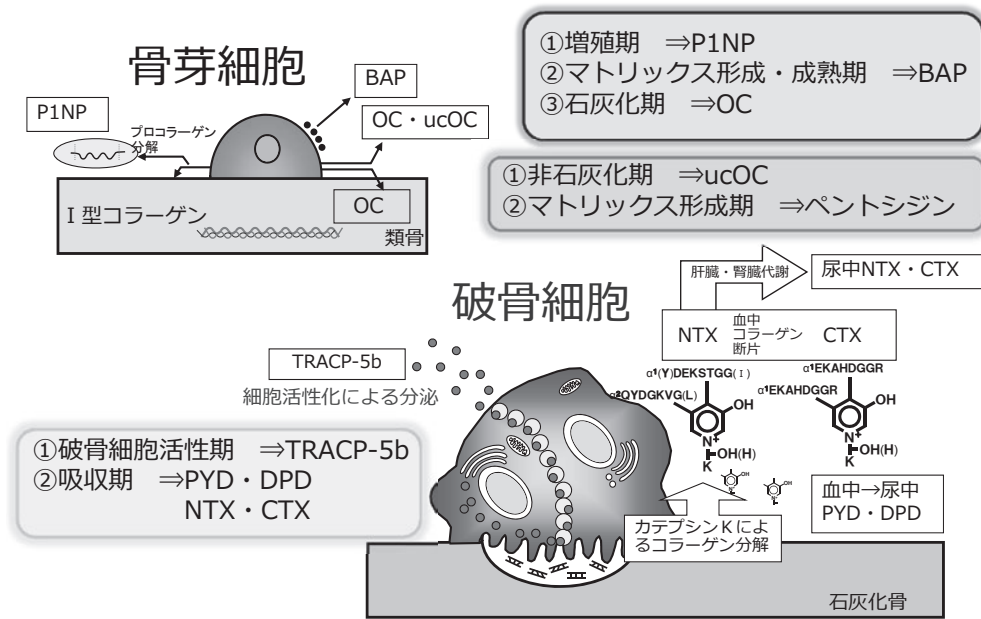 骨芽細胞
P1NP
プロコラーゲン
分解
BAP
OC・ucOC
OC
Ⅰ型コラーゲン
類骨
①増殖期　⇒P1NP
②マトリックス形成・成熟期　⇒BAP
③石灰化期　⇒OC
①非石灰化期　⇒ucOC
②マトリックス形成期　⇒ペントシジン
破骨細胞
TRACP-5b
細胞活性化による分泌
①破骨細胞活性期　⇒TRACP-5b
②吸収期　⇒PYD・DPD
NTX・CTX
肝臓・腎臓代謝
尿中NTX・CTX
NTX
血中
コラーゲン
断片
CTX
α¹(Y)DEKSTGG(Ⅰ)
α²QYDGKVG(L)
OH
N+
OH(H)
K
α¹EKAHDGGR
α¹EKAHDGGR
OH
N+
OH(H)
K
血中→尿中
PYD・DPD
カテプシンKによ
るコラーゲン分解
石灰化骨